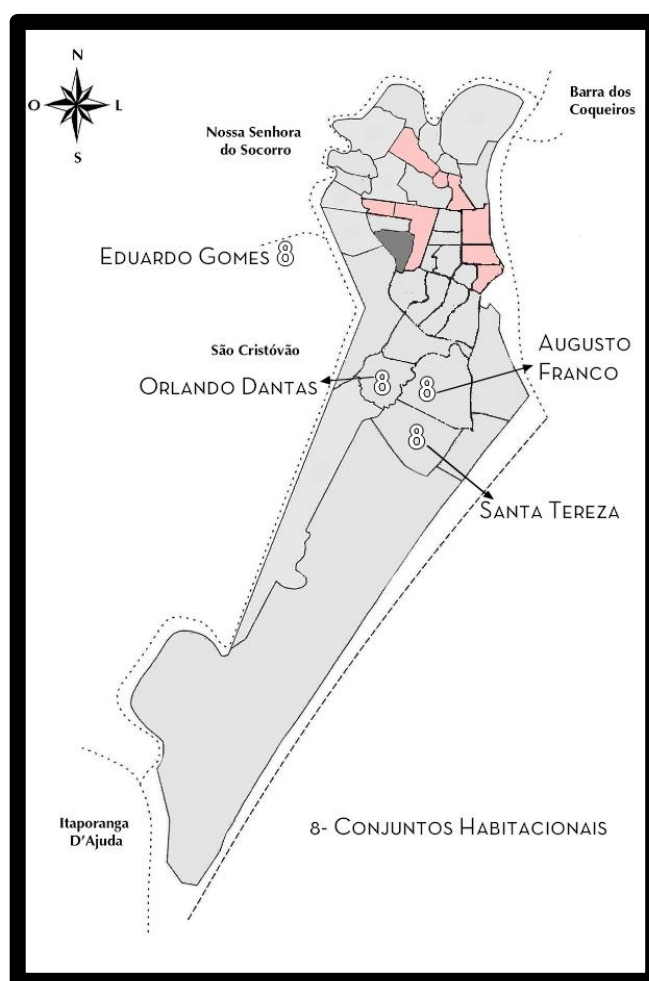 N
O
L
S
Barra dos
Coqueiros
Nossa Senhora
do Socorro
EDUARDO GOMES 8
São Cristóvão
AUGUSTO
FRANCO
ORLANDO DANTAS
8
8
8
SANTA TEREZA
Itaporanga
D'Ajuda
8- CONJUNTOS HABITACIONAIS